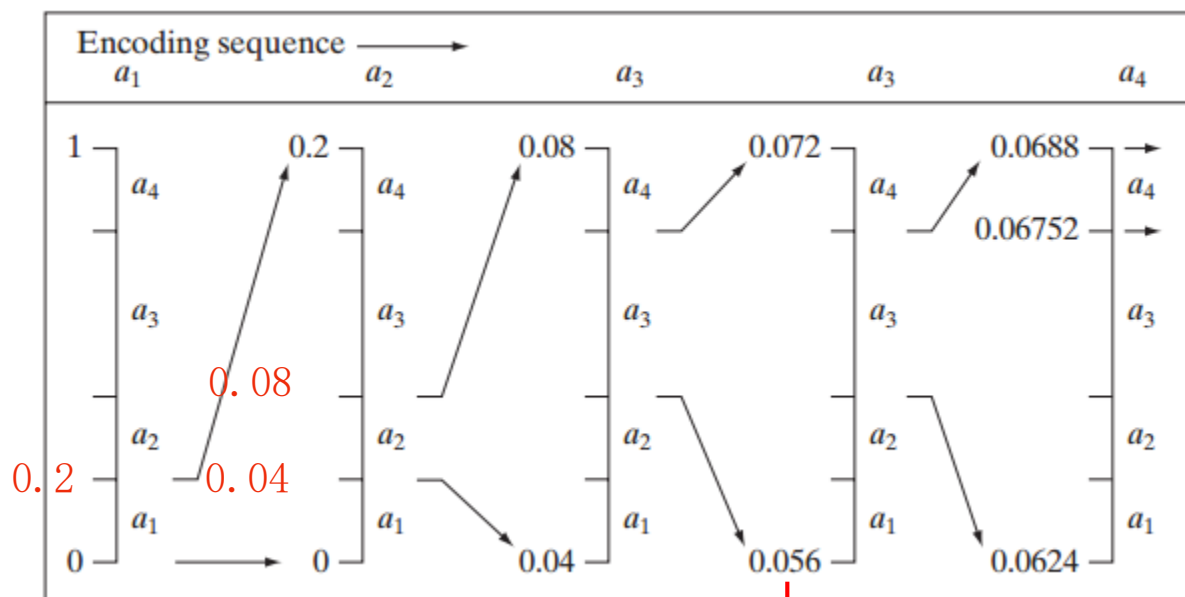 Encoding sequence
a1 a2 a3 a3 a4
1 0.2 0.08 0.072 0.0688
a4 a4 a4 a4 a4
0.06752
a3 a3 a3 a3 a3
0.08
a2 a2 a2 a2 a2
0.2 0.04
a1 a1 a1 a1 a1
0 0 0.04 0.056 0.0624